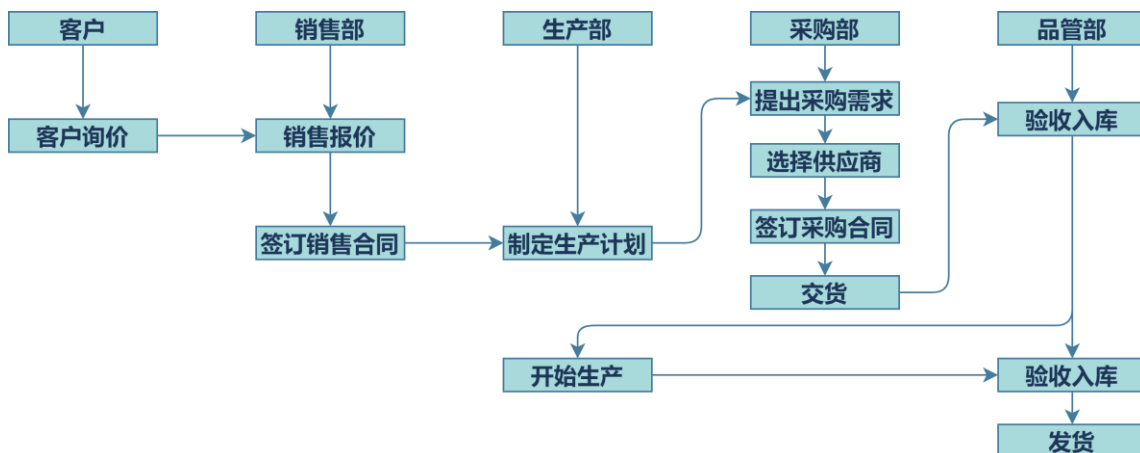 客户
销售部
生产部
采购部
品管部
提出采购需求
客户询价
销售报价
验收入库
选择供应商
签订采购合同
签订销售合同
制定生产计划
交货
开始生产
验收入库
发货